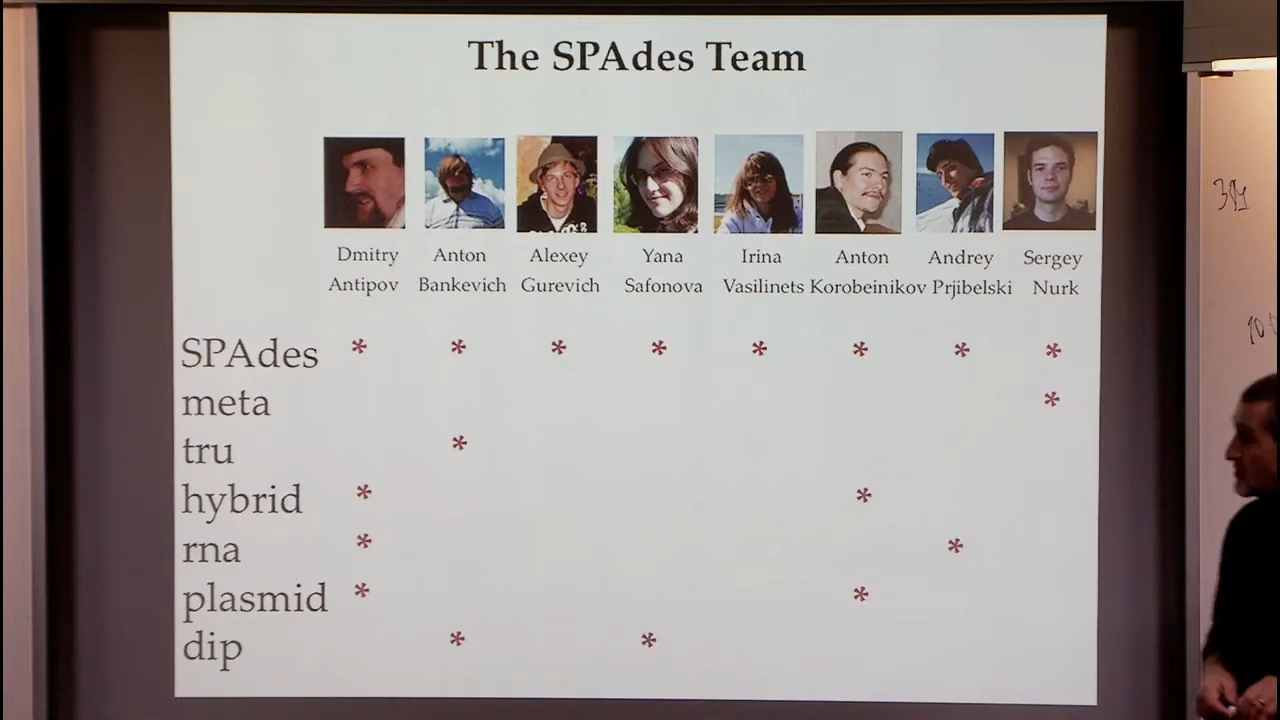 The SPAdes Team
Dmitry Anton Alexey Yana Irina Anton Andrey Sergey
Antipov Bankevich Gurevich Safonova Vasilinets Korobeinikov Prjibelski Nurk
SPAdes * * * * * * * *
meta *
tru *
hybrid * *
rna * *
plasmid * *
dip * *